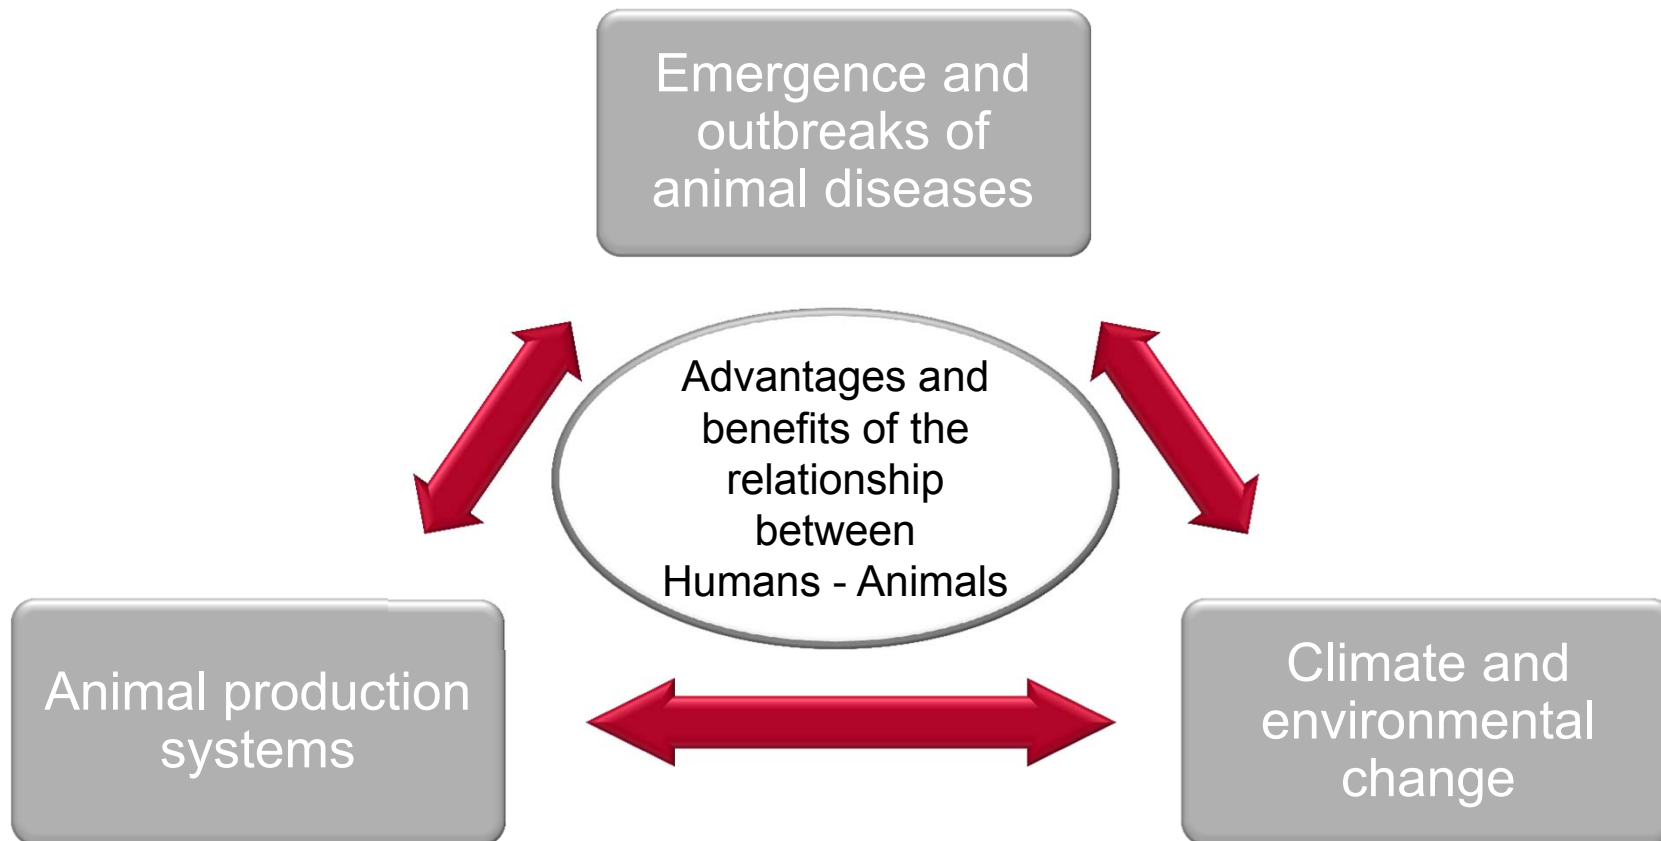 Emergence and
outbreaks of
animal diseases
Advantages and
benefits of the
relationship
between
Humans - Animals
Animal production
systems
Climate and
environmental
change